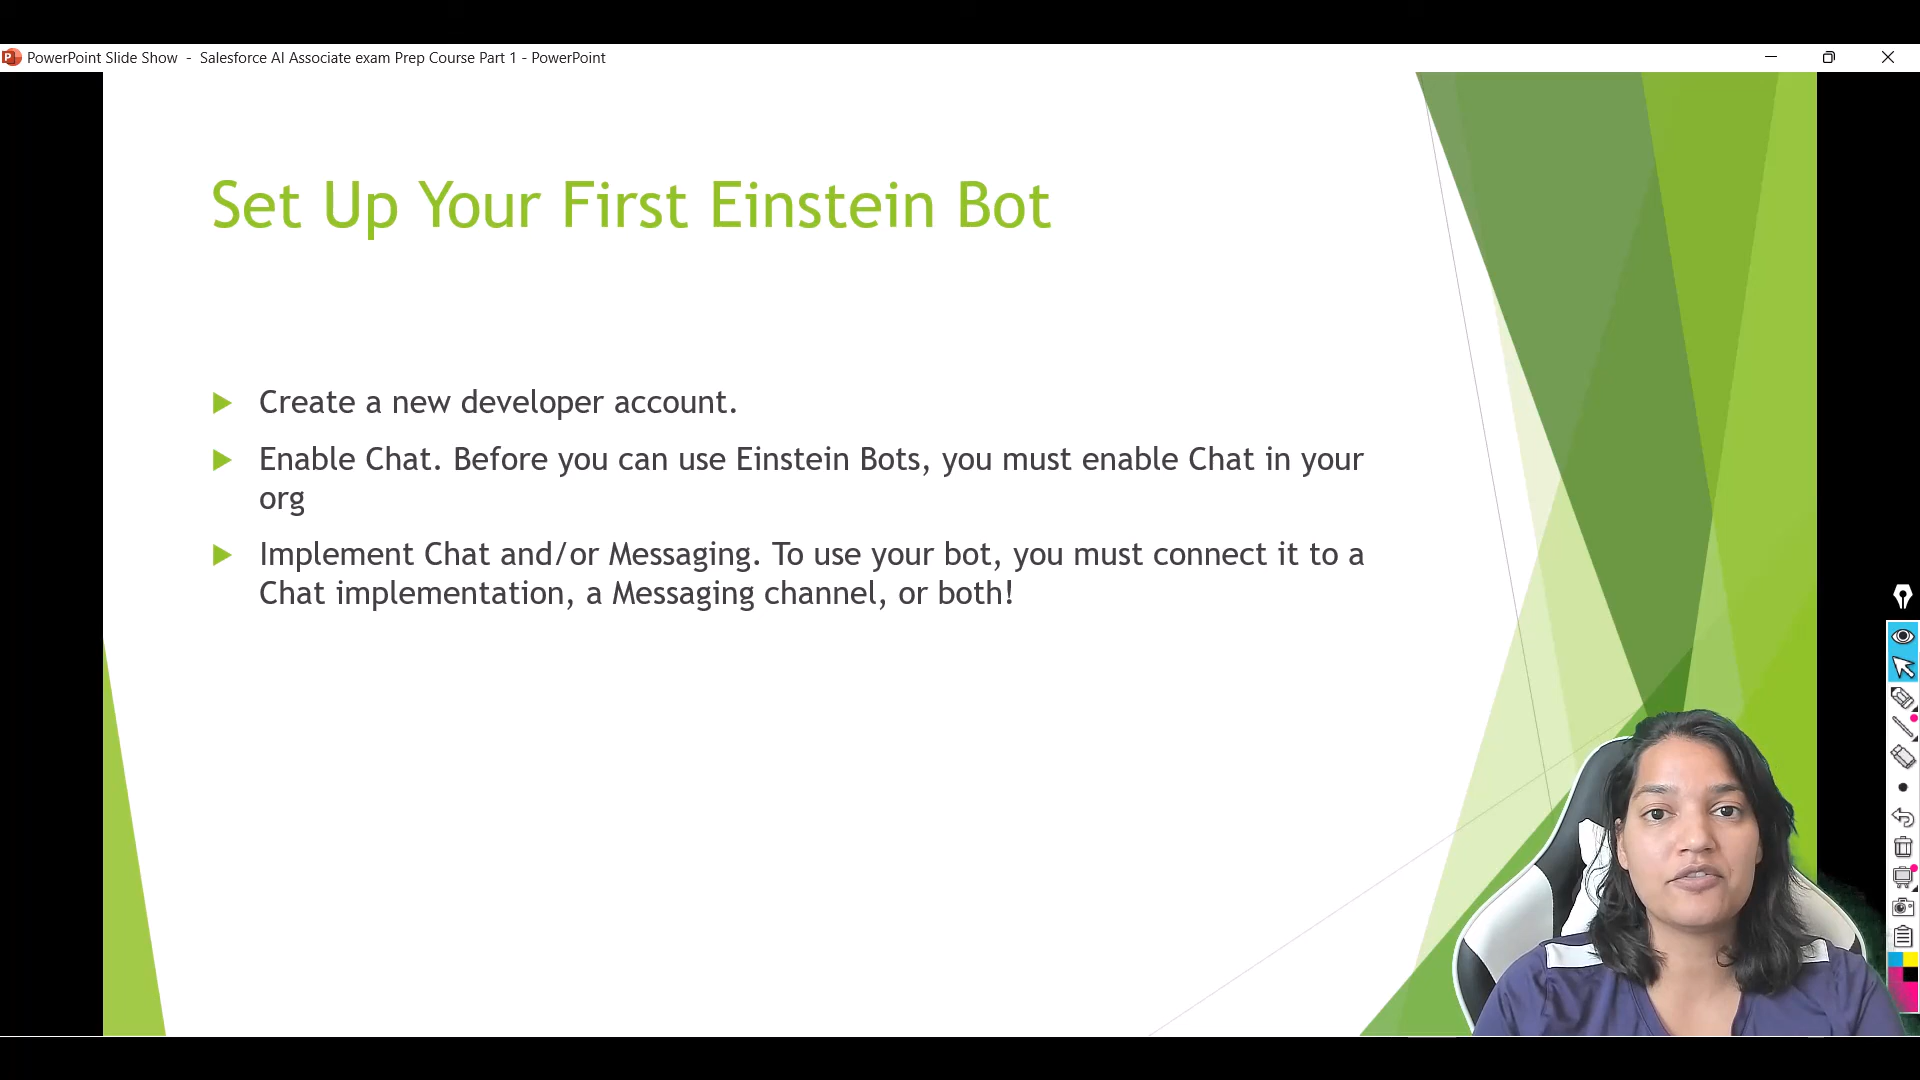 PowerPoint Slide Show - Salesforce AI Associate exam Prep Course Part 1 - PowerPoint
Set Up Your First Einstein Bot
Create a new developer account.
Enable Chat. Before you can use Einstein Bots, you must enable Chat in your
org
Implement Chat and/or Messaging. To use your bot, you must connect it to a
Chat implementation, a Messaging channel, or both!